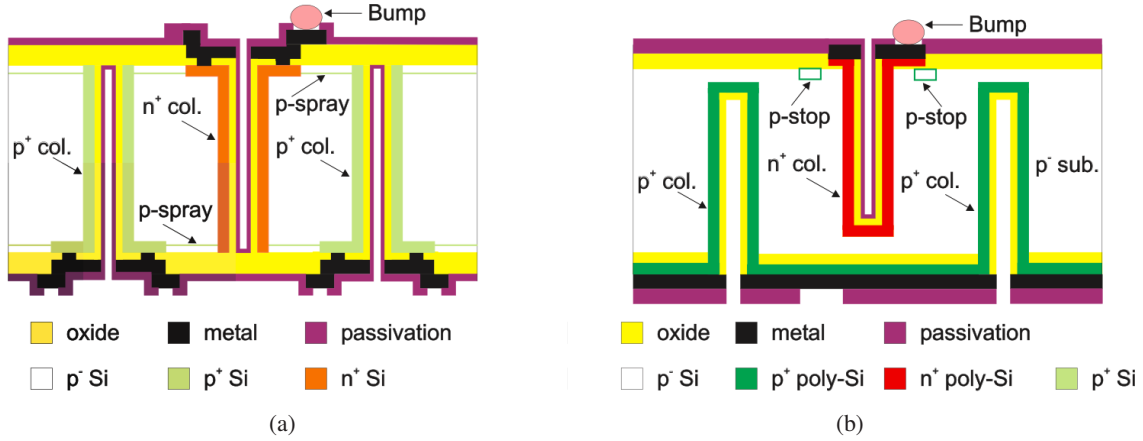 Bump
p-spray
n⁺ col.
p⁺ col.
p⁺ col.
p-spray
oxide
metal
passivation
p⁻ Si
p⁺ Si
n⁺ Si
(a)
Bump
p-stop
p-stop
n⁺ col.
p⁺ col.
p⁺ col.
p⁻ sub.
oxide
metal
passivation
p⁻ Si
p⁺ poly-Si
n⁺ poly-Si
p⁺ Si
(b)